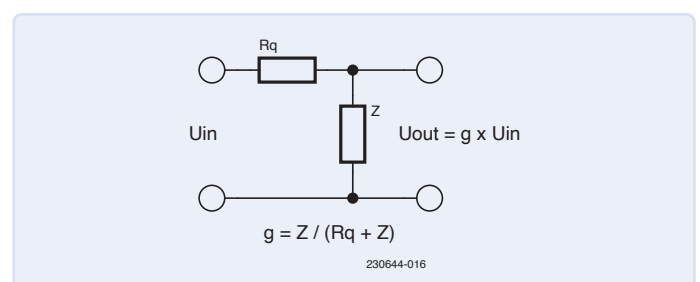 Rq
Z
Uin
Uout = g x Uin
g = Z / (Rq + Z)
230644-016